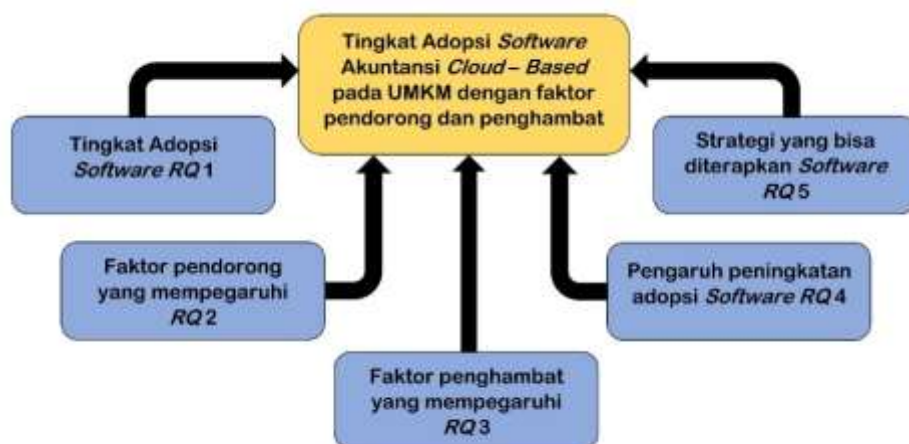 Tingkat Adopsi Software
Akuntansi Cloud – Based
pada UMKM dengan faktor
pendorong dan penghambat
Tingkat Adopsi
Software RQ 1
Strategi yang bisa
diterapkan Software
RQ 5
Faktor pendorong
yang mempegaruhi
RQ 2
Pengaruh peningkatan
adopsi Software RQ 4
Faktor penghambat
yang mempegaruhi
RQ 3